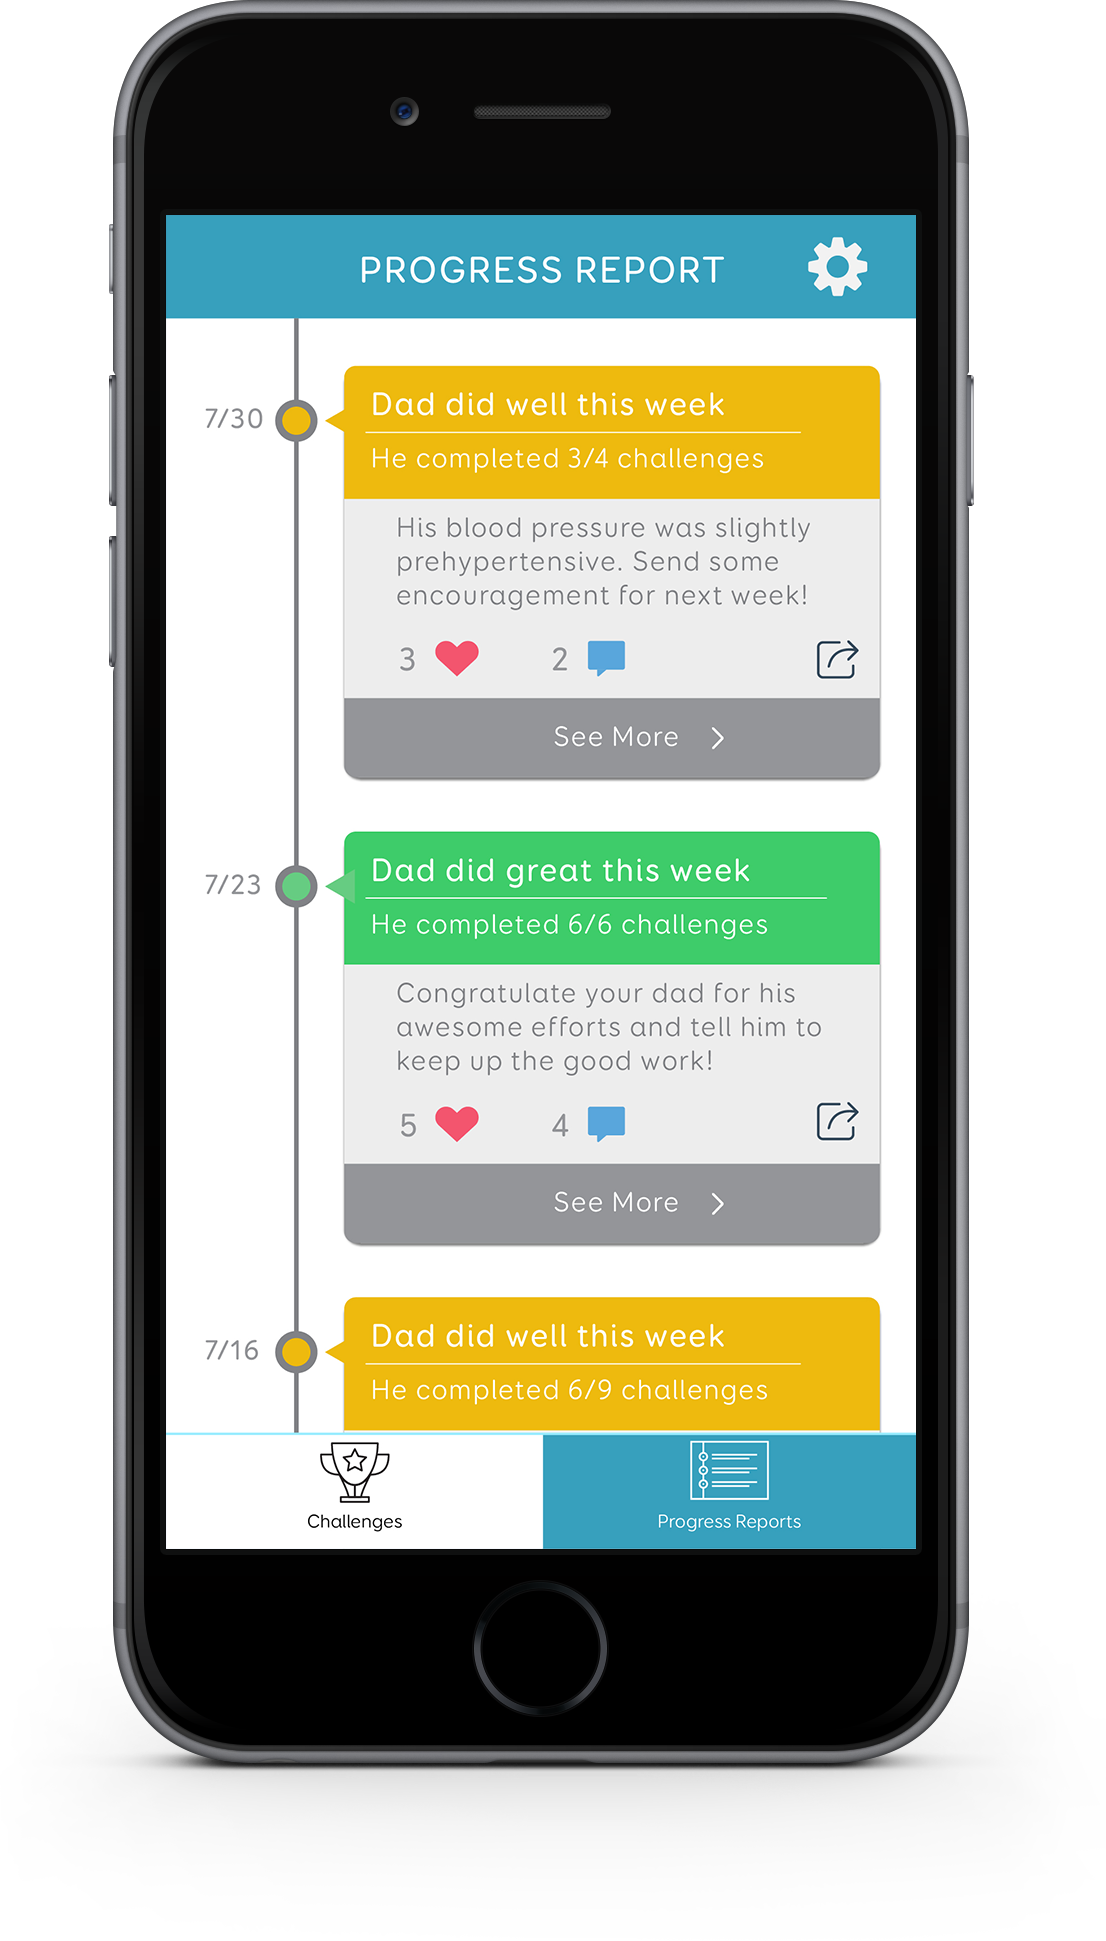 PROGRESS REPORT
7/30
Dad did well this week
He completed 3/4 challenges
His blood pressure was slightly
prehypertensive. Send some
encouragement for next week!
3
2
See More
7/23
Dad did great this week
He completed 6/6 challenges
Congratulate your dad for his
awesome efforts and tell him to
keep up the good work!
5
4
See More
7/16
Dad did well this week
He completed 6/9 challenges
Challenges
Progress Reports